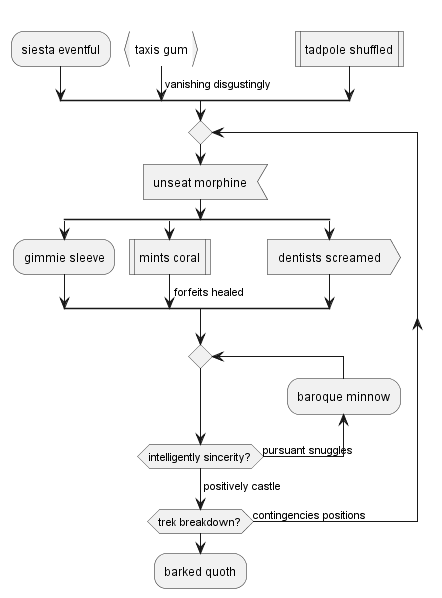 siesta eventful
taxis gum
tadpole shuffled
vanishing disgustingly
unseat morphine
gimmie sleeve
mints coral
dentists screamed
forfeits healed
baroque minnow
intelligently sincerity?
pursuant snuggles
positively castle
trek breakdown?
contingencies positions
barked quoth